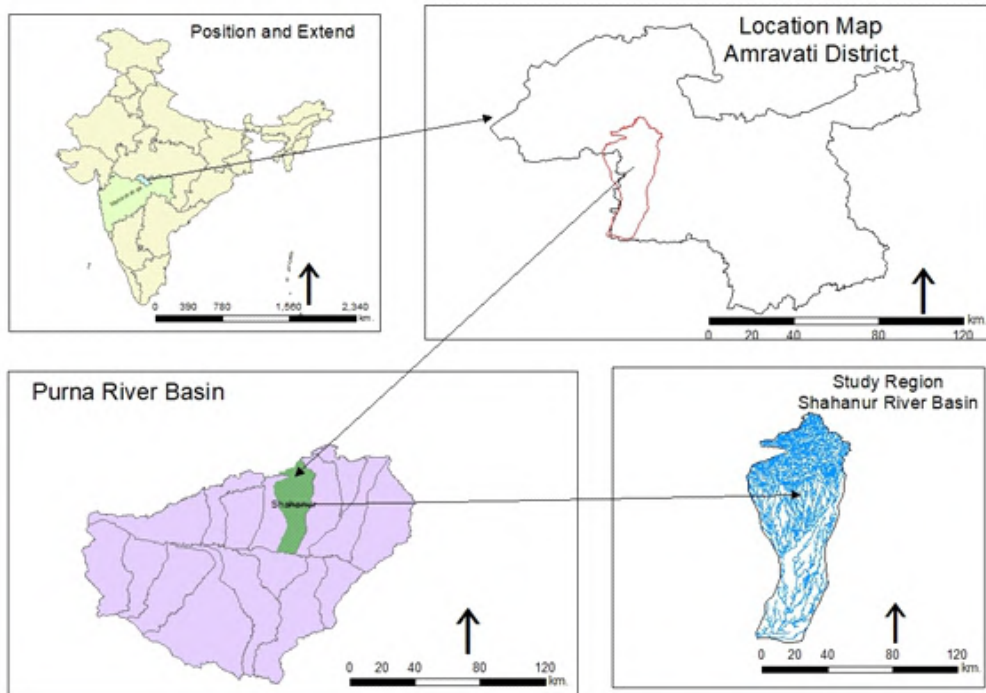 Position and Extend
0 390 780 1,560 2,340
km.
Location Map
Amravati District
0 20 40 80 120
km.
Purna River Basin
Shahanur
0 20 40 80 120
km.
Study Region
Shahanur River Basin
0 20 40 80 120
km.